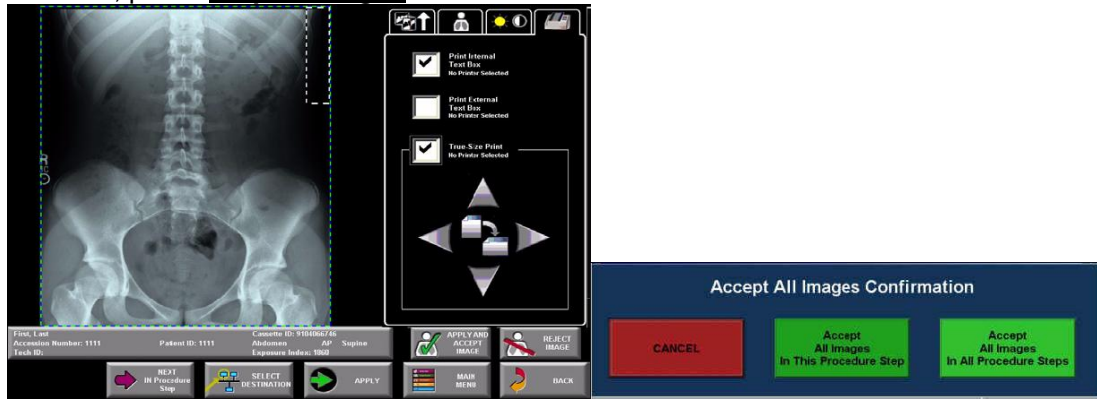 Print Internal
Text Box
No Printer Selected
Print External
Text Box
No Printer Selected
True-Size Print
No Printer Selected
First, Last
Cassette ID: 9104066746
Accession Number: 1111
Patient ID: 1111
Abdomen
AP
Supine
Tech ID:
Exposure Index: 1860
APPLY AND
ACCEPT
IMAGE
REJECT
IMAGE
NEXT
IN Procedure
Step
SELECT
DESTINATION
APPLY
MAIN
MENU
BACK
Accept All Images Confirmation
CANCEL
Accept
All Images
In This Procedure Step
Accept
All Images
In All Procedure Steps